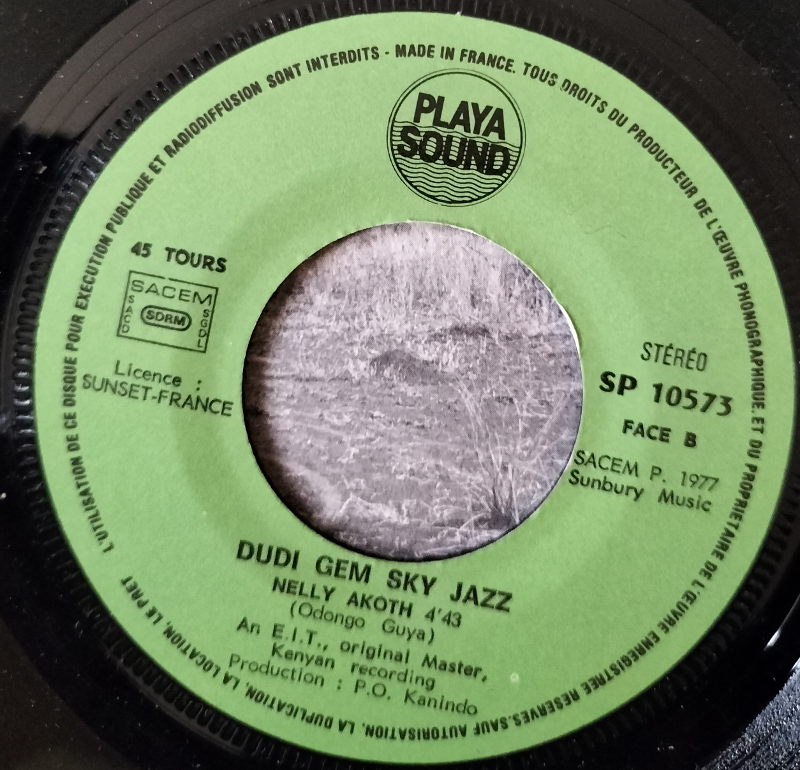 TOUS DROITS DU PRODUCTEUR DE L'ŒUVRE PHONOGRAPHIQUE. ET DU PROPRIETAIRE DE L'ŒUVRE ENREGISTREE RESERVES. SAUF AUTORISATION, LA DUPLICATION, LA LOCATION, LE PRET L'UTILISATION DE CE DISQUE POUR EXECUTION PUBLIQUE ET RADIODIFFUSION SONT INTERDITS - MADE IN FRANCE.
PLAYA
SOUND
45 TOURS
SACEM
SACD
SDRM
SGDL
Licence :
SUNSET-FRANCE
STÉRÉO
SP 10573
FACE B
SACEM P. 1977
Sunbury Music
DUDI GEM SKY JAZZ
NELLY AKOTH 4'43
(Odongo Guya)
An E.I.T., original Master,
Kenyan recording
Production : P.O. Kanindo